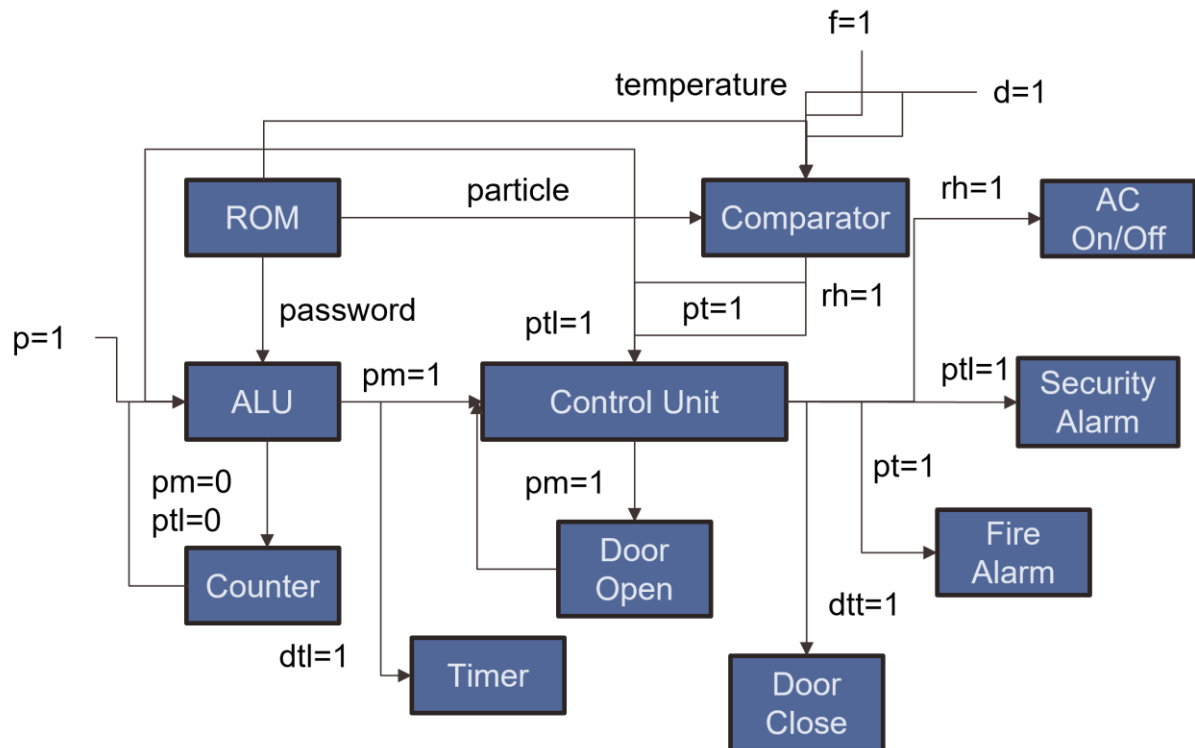 f=1
temperature
d=1
ROM
particle
Comparator
rh=1
AC
On/Off
password
ptl=1
pt=1
rh=1
p=1
ALU
pm=1
Control Unit
ptl=1
Security
Alarm
pm=0
ptl=0
pm=1
pt=1
Counter
Door
Open
Fire
Alarm
dtl=1
Timer
dtt=1
Door
Close